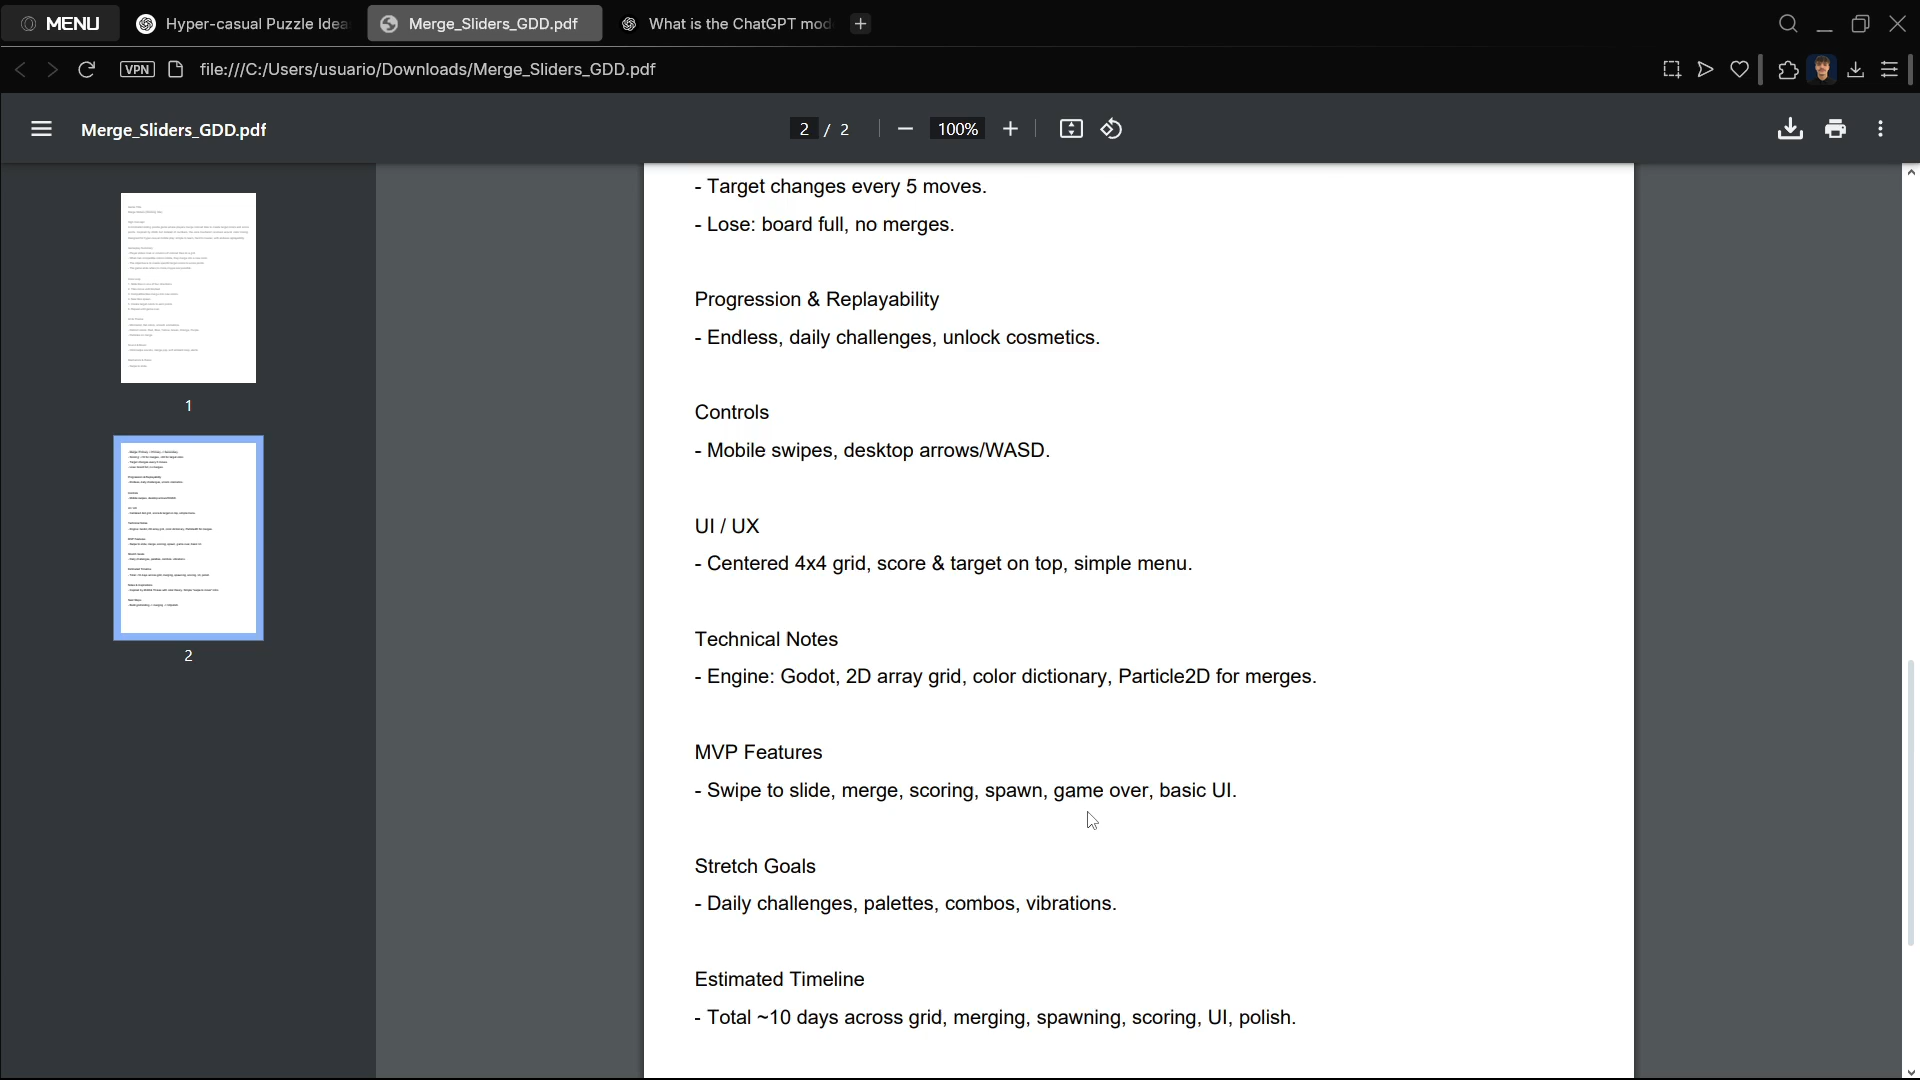 MENU
Hyper-casual Puzzle Idea
Merge_Sliders_GDD.pdf
What is the ChatGPT mod
VPN
file:///C:/Users/usuario/Downloads/Merge_Sliders_GDD.pdf
Merge_Sliders_GDD.pdf
2 / 2
100%
1
2
- Target changes every 5 moves.
- Lose: board full, no merges.
Progression & Replayability
- Endless, daily challenges, unlock cosmetics.
Controls
- Mobile swipes, desktop arrows/WASD.
UI / UX
- Centered 4x4 grid, score & target on top, simple menu.
Technical Notes
- Engine: Godot, 2D array grid, color dictionary, Particle2D for merges.
MVP Features
- Swipe to slide, merge, scoring, spawn, game over, basic UI.
Stretch Goals
- Daily challenges, palettes, combos, vibrations.
Estimated Timeline
- Total ~10 days across grid, merging, spawning, scoring, UI, polish.